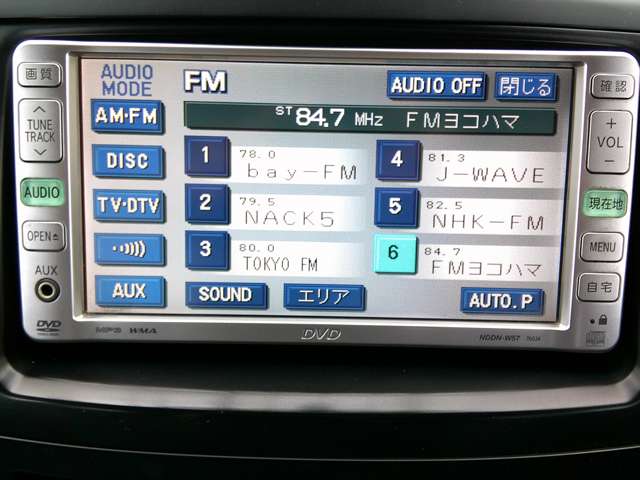 画質
TUNE
TRACK
AUDIO
OPEN
AUX
DVD
AUDIO
MODE
FM
AUDIO OFF
閉じる
AM・FM
DISC
TV・DTV
AUX
ST 84.7 MHz FMヨコハマ
1 78.0 bay-FM
2 79.5 NACK5
3 80.0 TOKYO FM
4 81.3 J-WAVE
5 82.5 NHK-FM
6 84.7 FMヨコハマ
SOUND
エリア
AUTO.P
確認
+
VOL
−
現在地
MENU
自宅
MP3 WMA
DVD
NDDN-W57